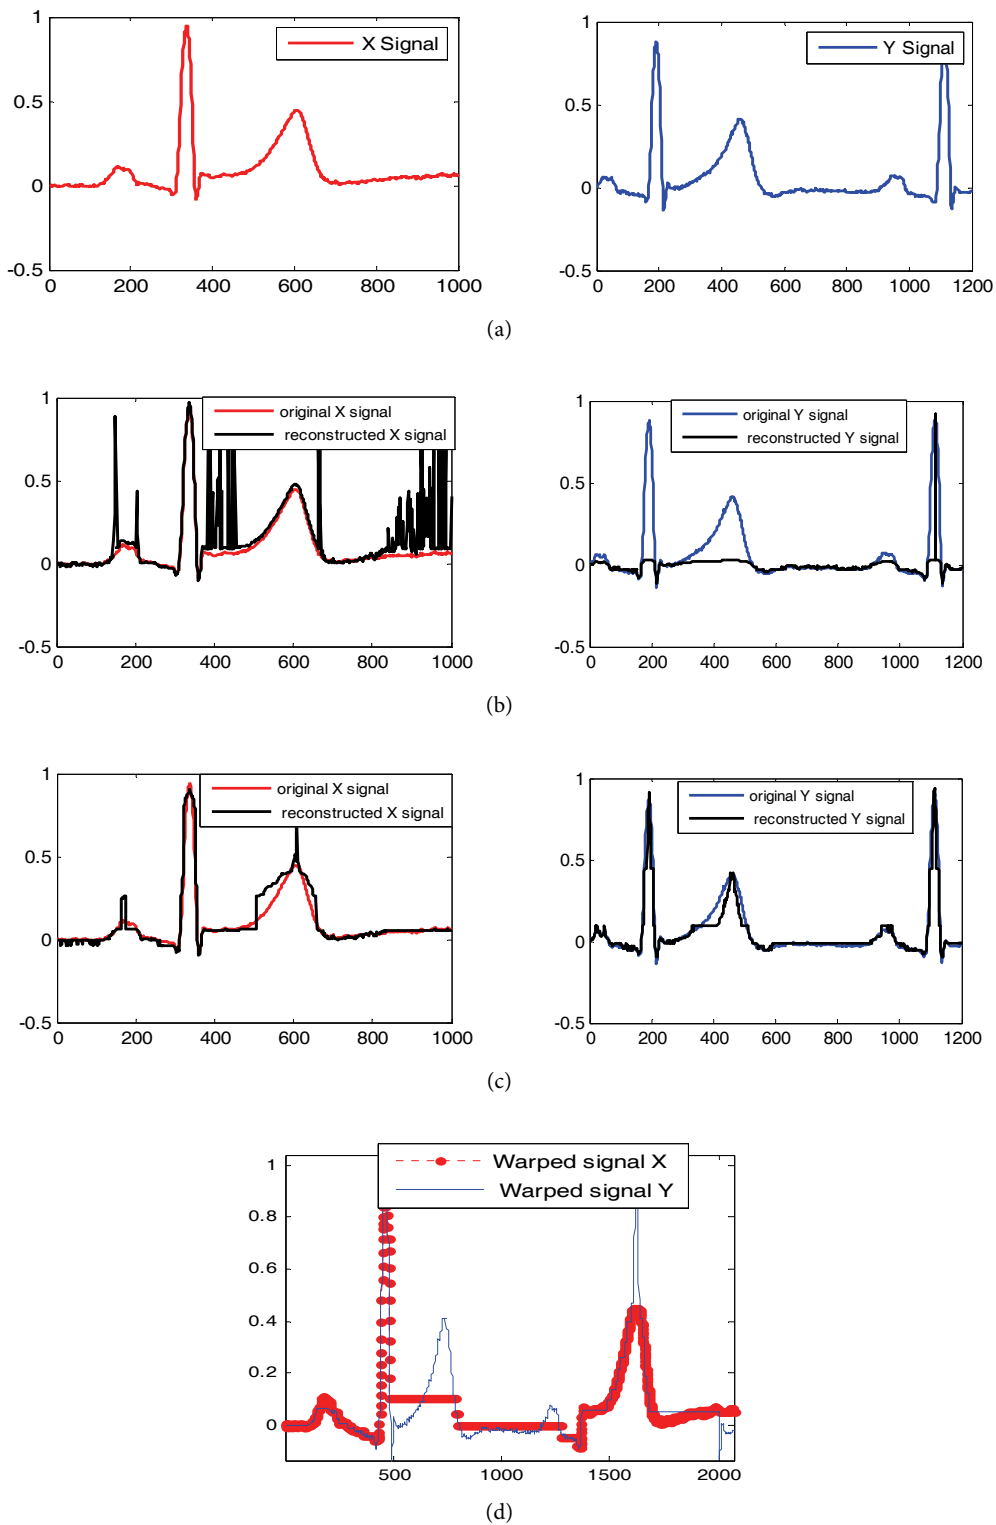 1
0.5
0
-0.5
0 200 400 600 800 1000
X Signal
1
0.5
0
-0.5
0 200 400 600 800 1000 1200
Y Signal
(a)
1
0.5
0
-0.5
0 200 400 600 800 1000
original X signal
reconstructed X signal
1
0.5
0
-0.5
0 200 400 600 800 1000 1200
original Y signal
reconstructed Y signal
(b)
1
0.5
0
-0.5
0 200 400 600 800 1000
original X signal
reconstructed X signal
1
0.5
0
-0.5
0 200 400 600 800 1000 1200
original Y signal
reconstructed Y signal
(c)
1
0.8
0.6
0.4
0.2
0
500 1000 1500 2000
Warped signal X
Warped signal Y
(d)